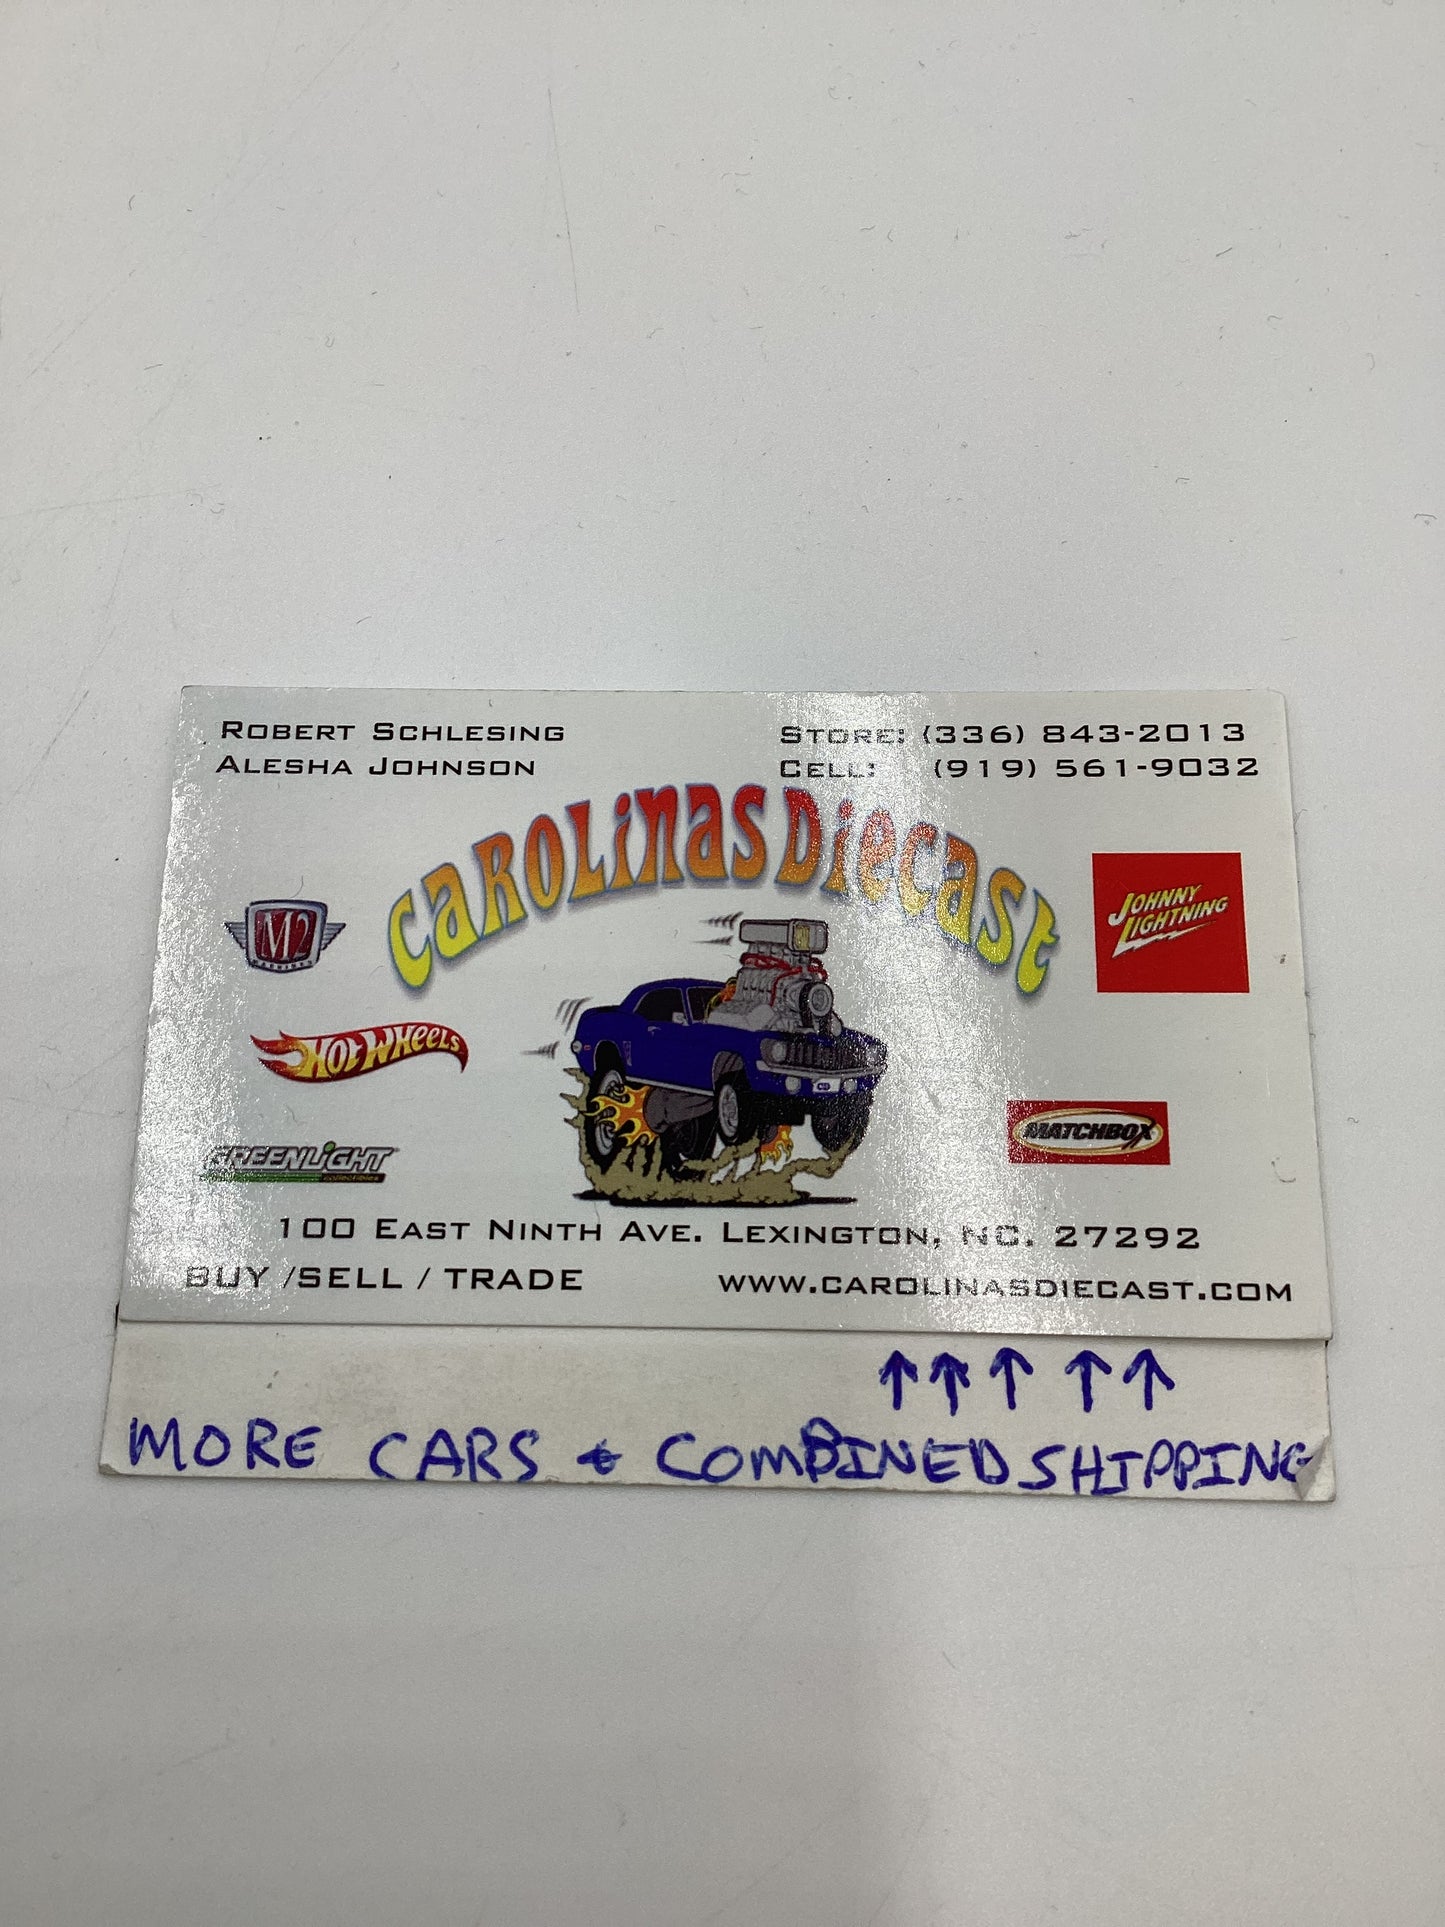 ROBERT SCHLESING
ALESHA JOHNSON
STORE: (336) 843-2013
CELL: (919) 561-9032
CAROLINAS DIECAST
M2
MACHINES
JOHNNY
LIGHTNING
HOT WHEELS
MATCHBOX
GREENLIGHT
collectibles
100 EAST NINTH AVE. LEXINGTON, NC. 27292
BUY /SELL / TRADE
WWW.CAROLINASDIECAST.COM
↑ ↑ ↑ ↑ ↑
MORE CARS & COMBINED SHIPPING